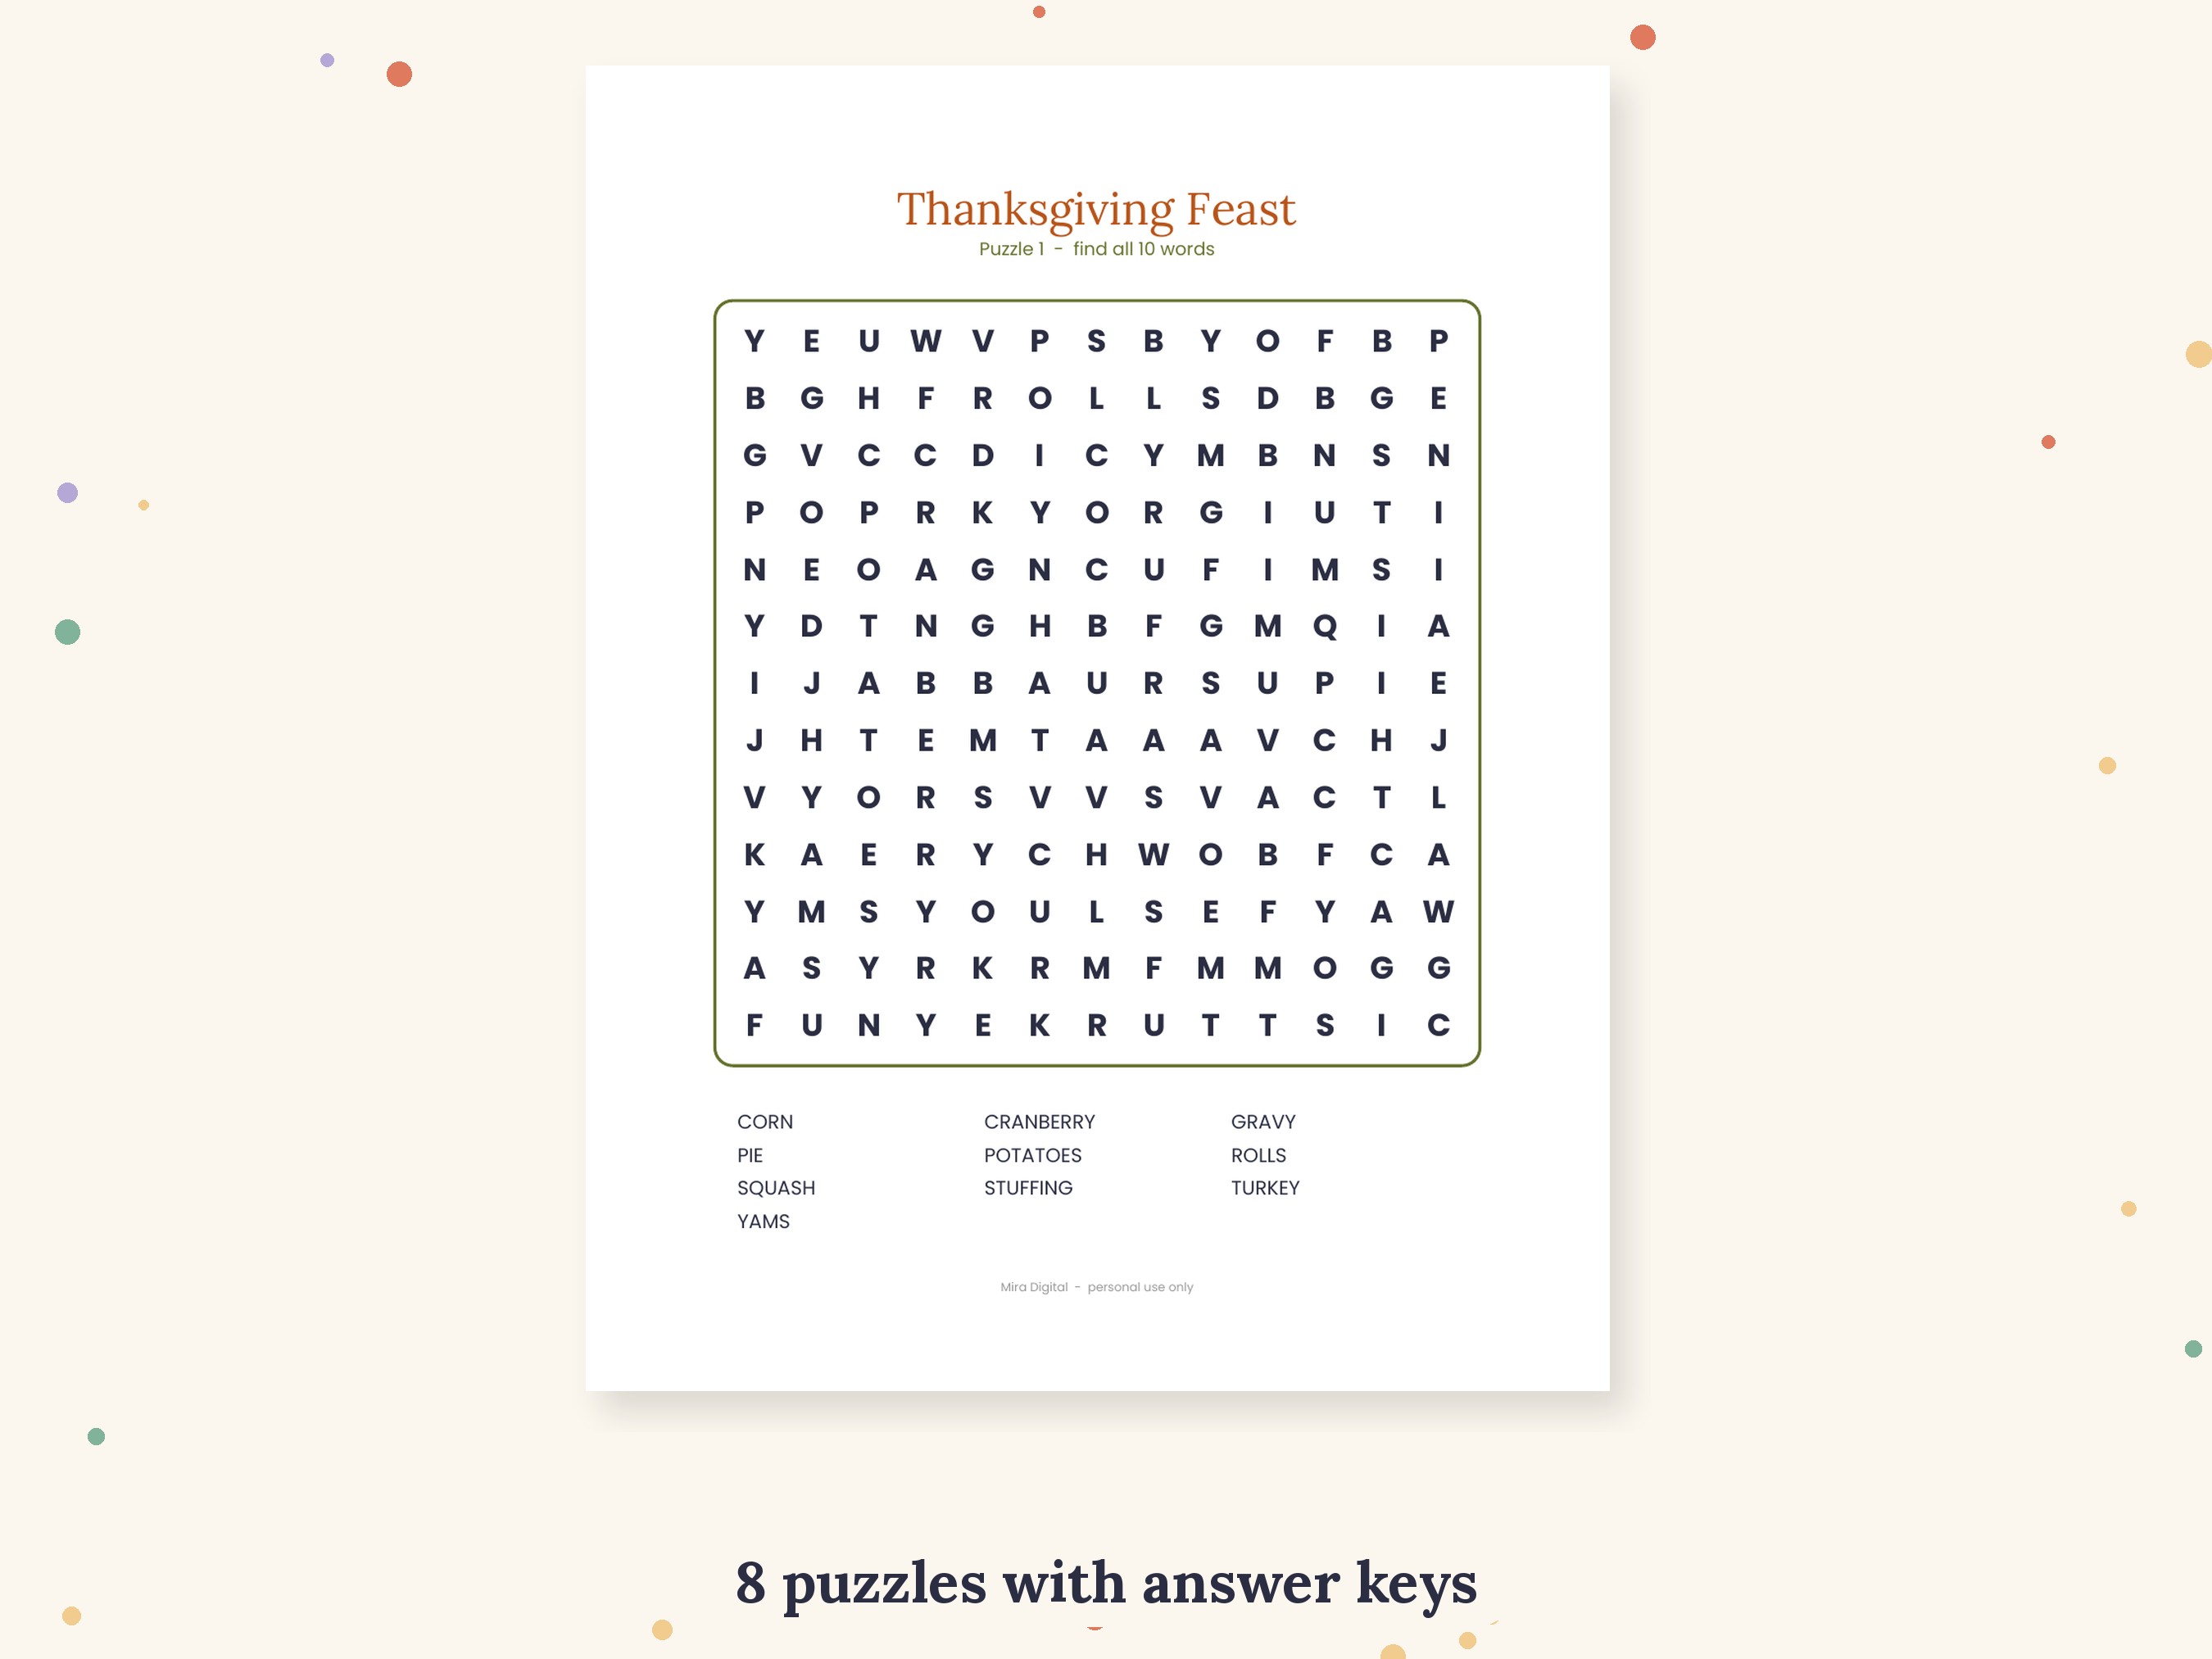 Thanksgiving Feast
Puzzle 1 - find all 10 words
Y E U W V P S B Y O F B P
B G H F R O L L S D B G E
G V C C D I C Y M B N S N
P O P R K Y O R G I U T I
N E O A G N C U F I M S I
Y D T N G H B F G M Q I A
I J A B B A U R S U P I E
J H T E M T A A A V C H J
V Y O R S V V S V A C T L
K A E R Y C H W O B F C A
Y M S Y O U L S E F Y A W
A S Y R K R M F M M O G G
F U N Y E K R U T T S I C
CORN CRANBERRY GRAVY
PIE POTATOES ROLLS
SQUASH STUFFING TURKEY
YAMS
Mira Digital - personal use only
8 puzzles with answer keys